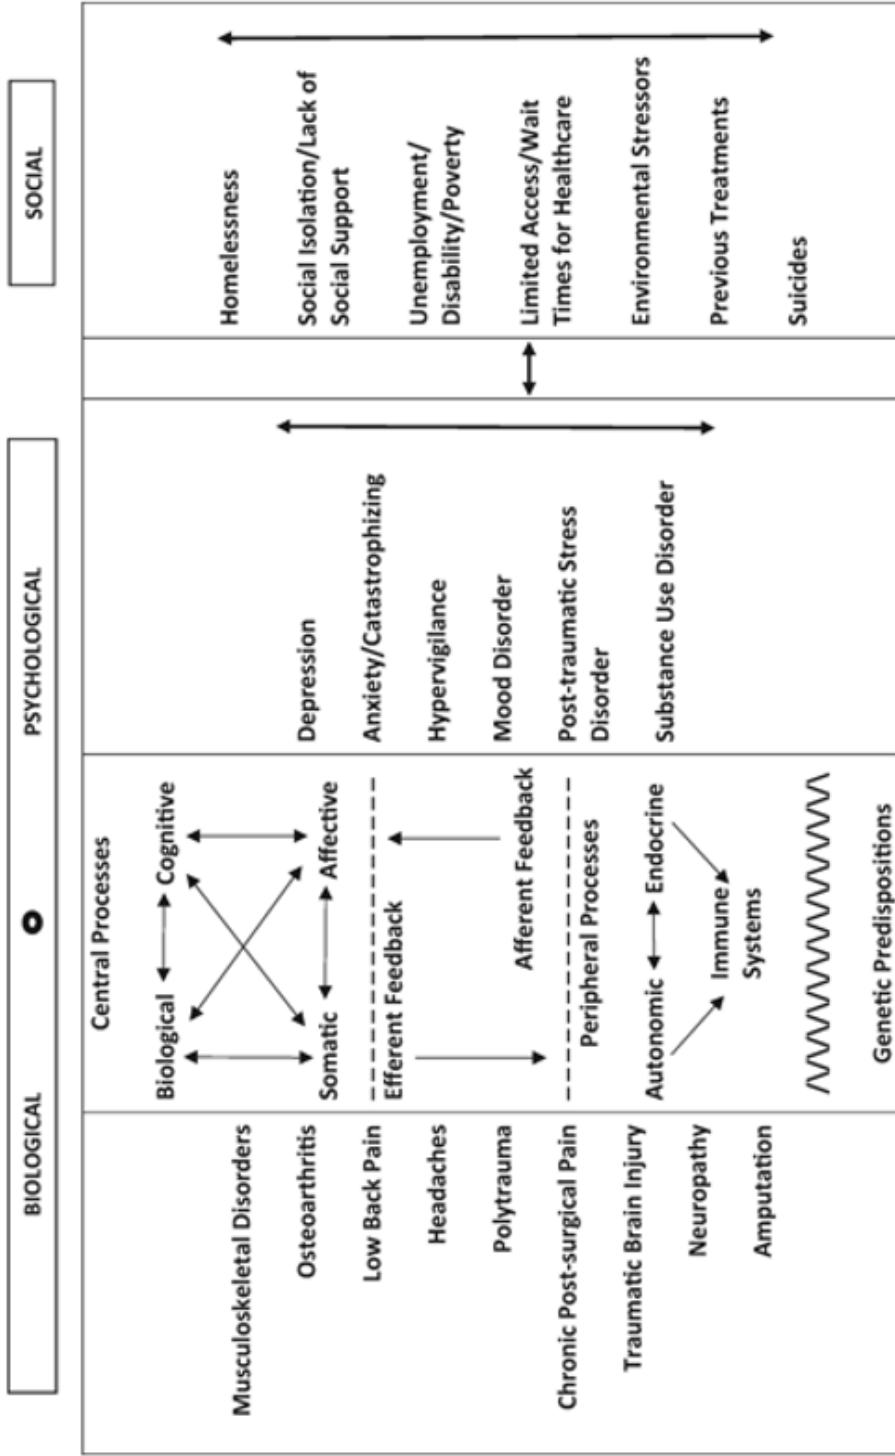 BIOLOGICAL
PSYCHOLOGICAL
SOCIAL
Musculoskeletal Disorders
Osteoarthritis
Low Back Pain
Headaches
Polytrauma
Chronic Post-surgical Pain
Traumatic Brain Injury
Neuropathy
Amputation
Central Processes
Biological
Cognitive
Somatic
Affective
Efferent Feedback
Afferent Feedback
Peripheral Processes
Autonomic
Endocrine
Immune
Systems
Genetic Predispositions
Depression
Anxiety/Catastrophizing
Hypervigilance
Mood Disorder
Post-traumatic Stress
Disorder
Substance Use Disorder
Homelessness
Social Isolation/Lack of
Social Support
Unemployment/
Disability/Poverty
Limited Access/Wait
Times for Healthcare
Environmental Stressors
Previous Treatments
Suicides